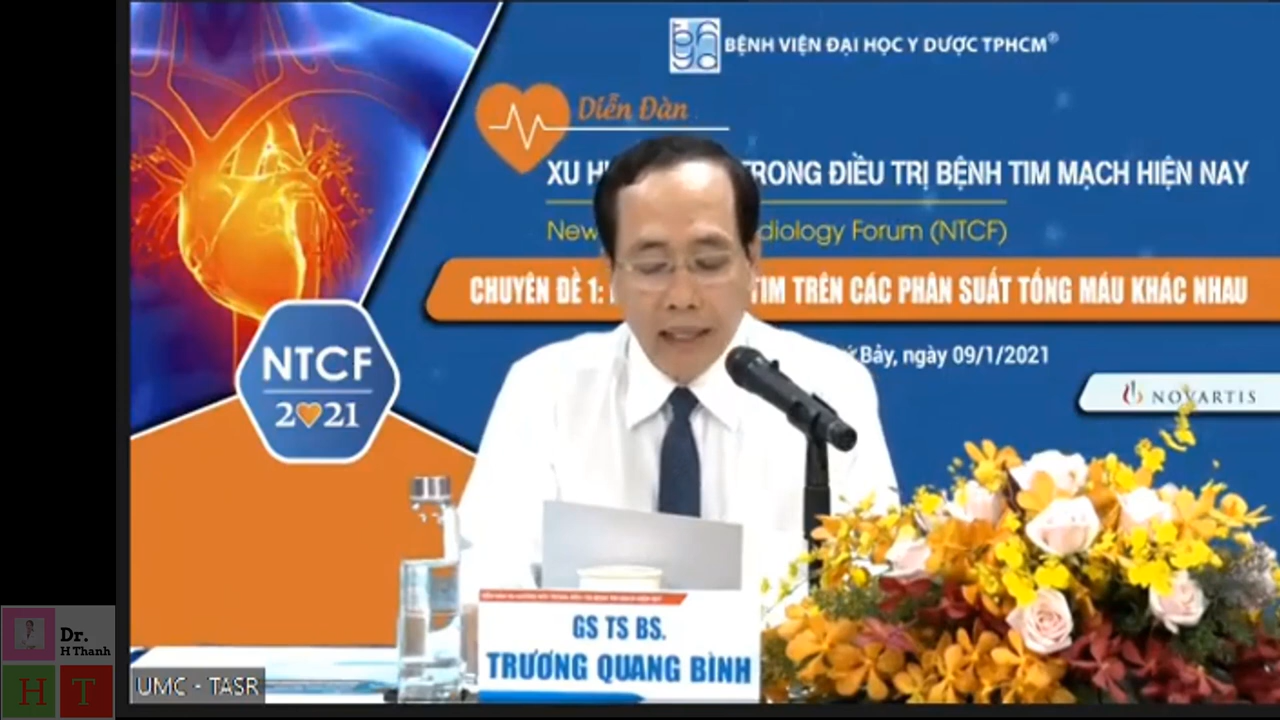 BỆNH VIỆN ĐẠI HỌC Y DƯỢC TPHCM®
Diễn Đàn
XU TRONG ĐIỀU TRỊ BỆNH TIM MẠCH HIỆN NAY
New diology Forum (NTCF)
CHUYÊN ĐỀ 1: TIM TRÊN CÁC PHÂN SUẤT TỐNG MÁU KHÁC NHAU
Bảy, ngày 09/1/2021
NOVARTIS
NTCF
2021
GS TS BS.
TRƯƠNG QUANG BÌNH
UMC - TASR
Dr.
H Thanh
H T